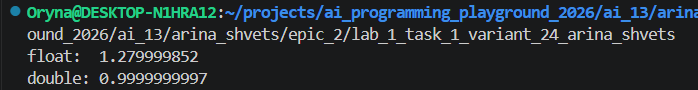 Oryna@DESKTOP-N1HRA12:~/projects/ai_programming_playground_2026/ai_13/arina
ound_2026/ai_13/arina_shvets/epic_2/lab_1_task_1_variant_24_arina_shvets
float:  1.279999852
double: 0.9999999997